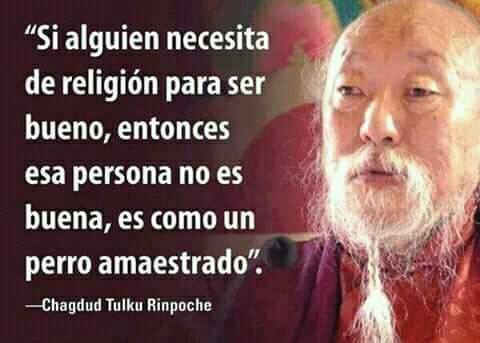 “Si alguien necesita
de religión para ser
bueno, entonces
esa persona no es
buena, es como un
perro amaestrado”.
—Chagdud Tulku Rinpoche